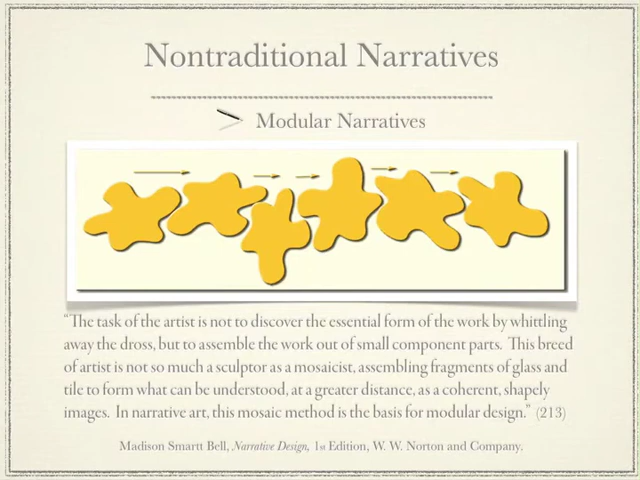 Nontraditional Narratives
Modular Narratives
“The task of the artist is not to discover the essential form of the work by whittling
away the dross, but to assemble the work out of small component parts. This breed
of artist is not so much a sculptor as a mosaicist, assembling fragments of glass and
tile to form what can be understood, at a greater distance, as a coherent, shapely
images. In narrative art, this mosaic method is the basis for modular design.” (213)
Madison Smartt Bell, Narrative Design, 1st Edition, W. W. Norton and Company.